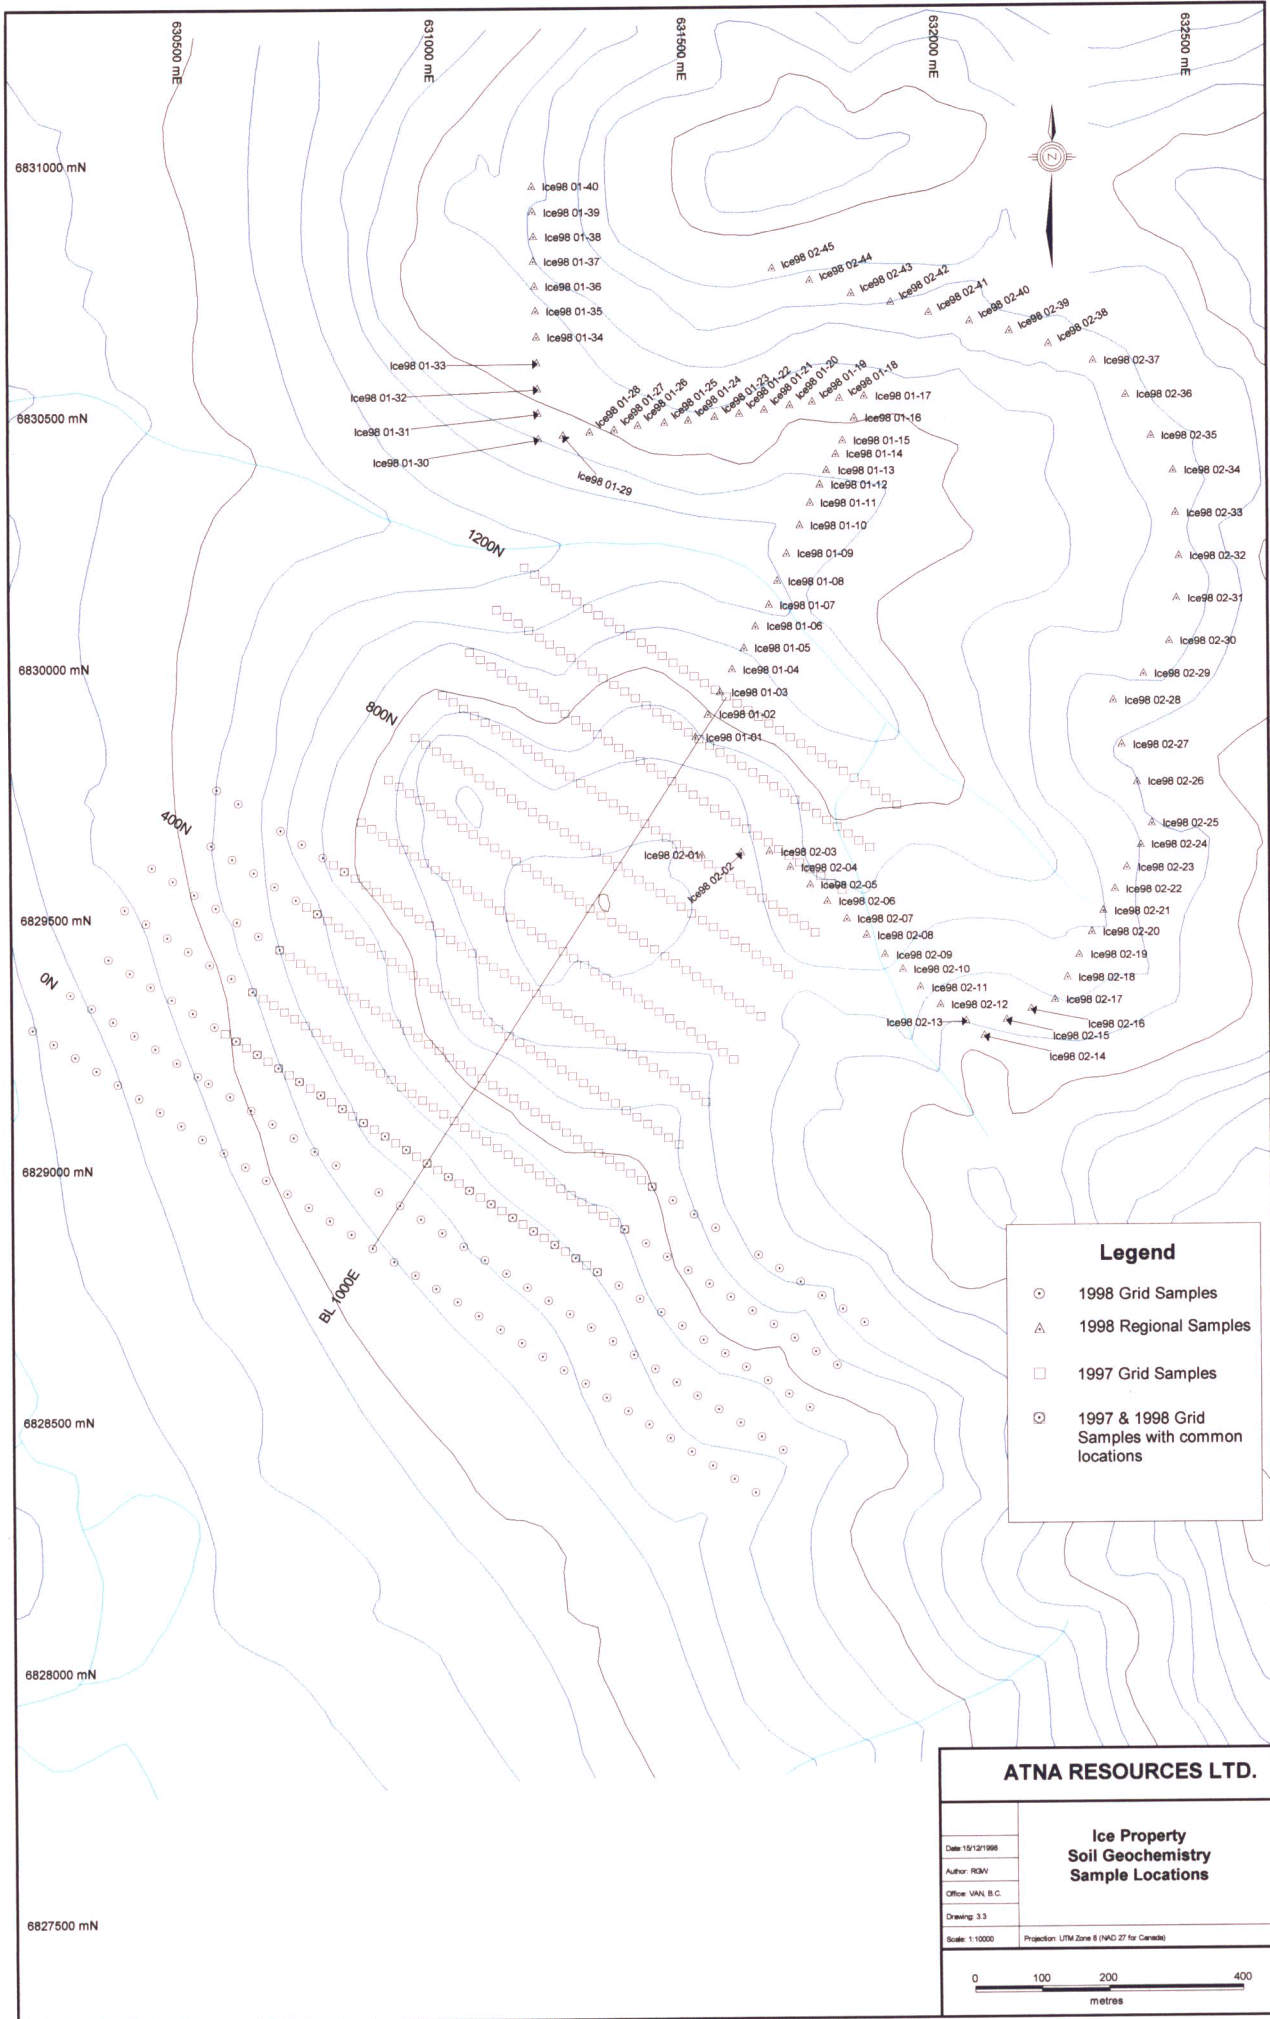 630500 mE
631000 mE
631500 mE
632000 mE
632500 mE
6831000 mN
6830500 mN
6830000 mN
6829500 mN
6829000 mN
6828500 mN
6828000 mN
6827500 mN
N
Ice98 01-40
Ice98 01-39
Ice98 01-38
Ice98 01-37
Ice98 01-36
Ice98 01-35
Ice98 01-34
Ice98 01-33
Ice98 01-32
Ice98 01-31
Ice98 01-30
Ice98 01-29
Ice98 01-28
Ice98 01-27
Ice98 01-26
Ice98 01-25
Ice98 01-24
Ice98 01-23
Ice98 01-22
Ice98 01-21
Ice98 01-20
Ice98 01-19
Ice98 01-18
Ice98 01-17
Ice98 01-16
Ice98 01-15
Ice98 01-14
Ice98 01-13
Ice98 01-12
Ice98 01-11
Ice98 01-10
Ice98 01-09
Ice98 01-08
Ice98 01-07
Ice98 01-06
Ice98 01-05
Ice98 01-04
Ice98 01-03
Ice98 01-02
Ice98 01-01
Ice98 02-45
Ice98 02-44
Ice98 02-43
Ice98 02-42
Ice98 02-41
Ice98 02-40
Ice98 02-39
Ice98 02-38
Ice98 02-37
Ice98 02-36
Ice98 02-35
Ice98 02-34
Ice98 02-33
Ice98 02-32
Ice98 02-31
Ice98 02-30
Ice98 02-29
Ice98 02-28
Ice98 02-27
Ice98 02-26
Ice98 02-25
Ice98 02-24
Ice98 02-23
Ice98 02-22
Ice98 02-21
Ice98 02-20
Ice98 02-19
Ice98 02-18
Ice98 02-17
Ice98 02-16
Ice98 02-15
Ice98 02-14
Ice98 02-13
Ice98 02-12
Ice98 02-11
Ice98 02-10
Ice98 02-09
Ice98 02-08
Ice98 02-07
Ice98 02-06
Ice98 02-05
Ice98 02-04
Ice98 02-03
Ice98 02-02
Ice98 02-01
1200N
800N
400N
0N
BL 1000E
Legend
1998 Grid Samples
1998 Regional Samples
1997 Grid Samples
1997 & 1998 Grid
Samples with common
locations
ATNA RESOURCES LTD.
Ice Property
Soil Geochemistry
Sample Locations
Date: 15/12/1998
Author: RGW
Office: VAN, B.C.
Drawing: 3.3
Scale: 1:10000
Projection: UTM Zone 8 (NAD 27 for Canada)
0 100 200 400
metres